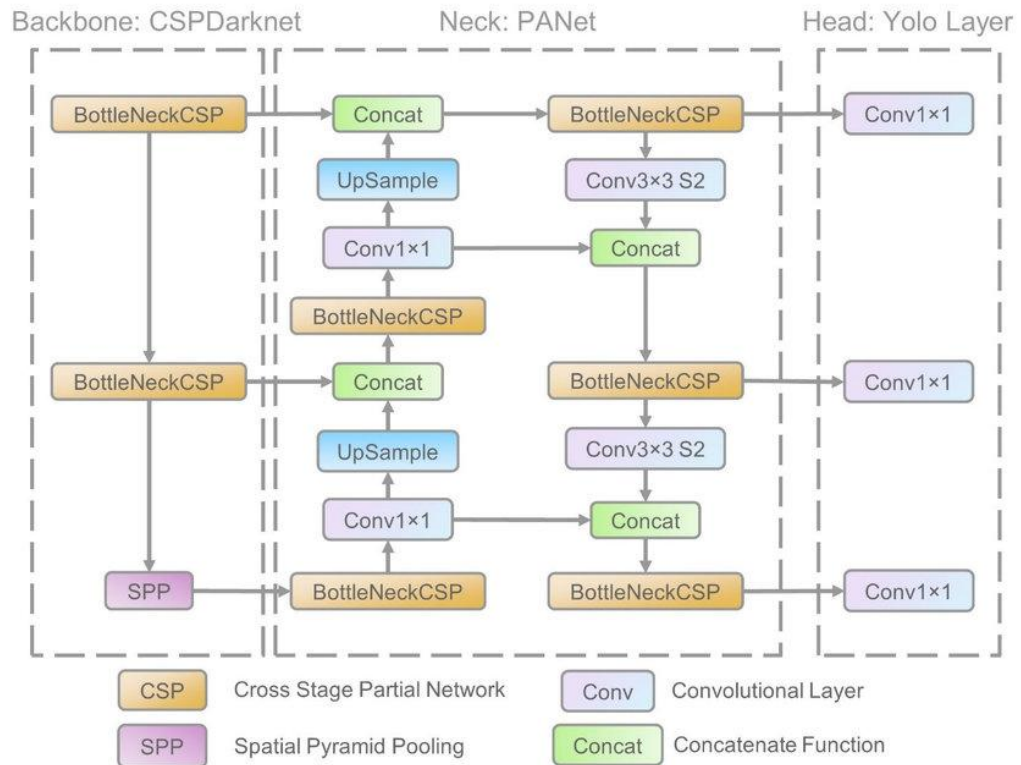 Backbone: CSPDarknet Neck: PANet Head: Yolo Layer
BottleNeckCSP Concat BottleNeckCSP Conv1×1
UpSample Conv3×3 S2
Conv1×1 Concat
BottleNeckCSP
BottleNeckCSP Concat BottleNeckCSP Conv1×1
UpSample Conv3×3 S2
Conv1×1 Concat
SPP BottleNeckCSP BottleNeckCSP Conv1×1
CSP Cross Stage Partial Network Conv Convolutional Layer
SPP Spatial Pyramid Pooling Concat Concatenate Function